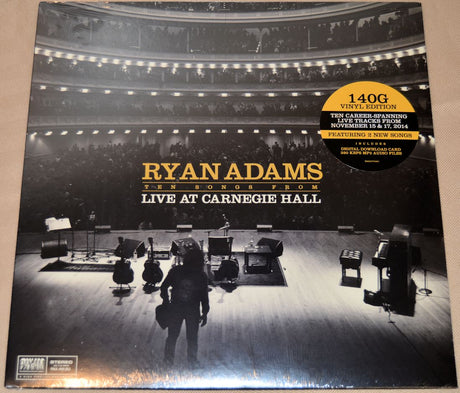 140G
VINYL EDITION
TEN CAREER-SPANNING
LIVE TRACKS FROM
NOVEMBER 15 & 17, 2014
FEATURING 2 NEW SONGS
INCLUDES
DIGITAL DOWNLOAD CARD
320 KBPS MP3 AUDIO FILES
RYAN ADAMS
TEN SONGS FROM
LIVE AT CARNEGIE HALL
PAX-AM
STEREO